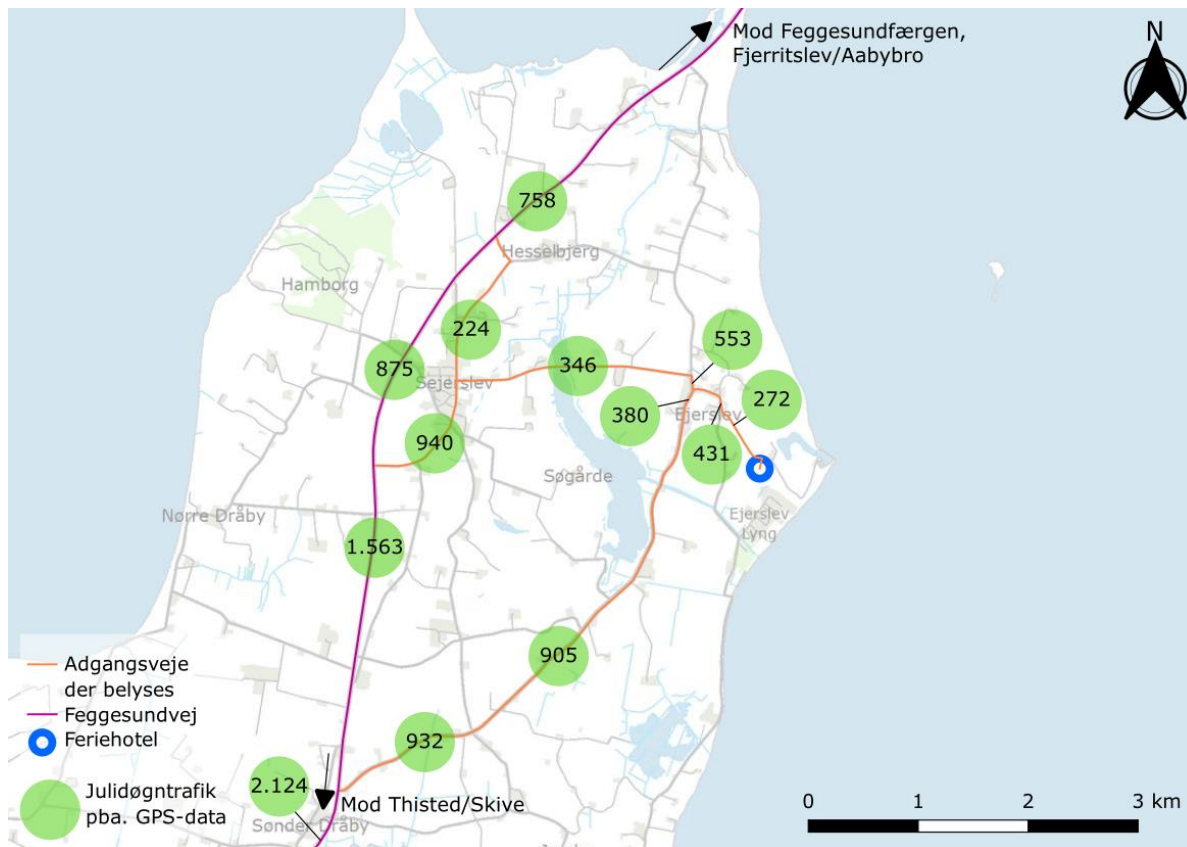 Mod Feggesundfærgen,
Fjerritslev/Aabybro
N
758
Hesselbjerg
Hamborg
224
553
875
346
Sejerslev
272
380
Ejerslev
940
431
Søgårde
Nørre Dråby
Ejerslev
Lyng
1.563
905
Adgangsveje
der belyses
Feggesundvej
Feriehotel
932
2.124
Julidøgntrafik
pba. GPS-data
Mod Thisted/Skive
Sønder Dråby
0 1 2 3 km